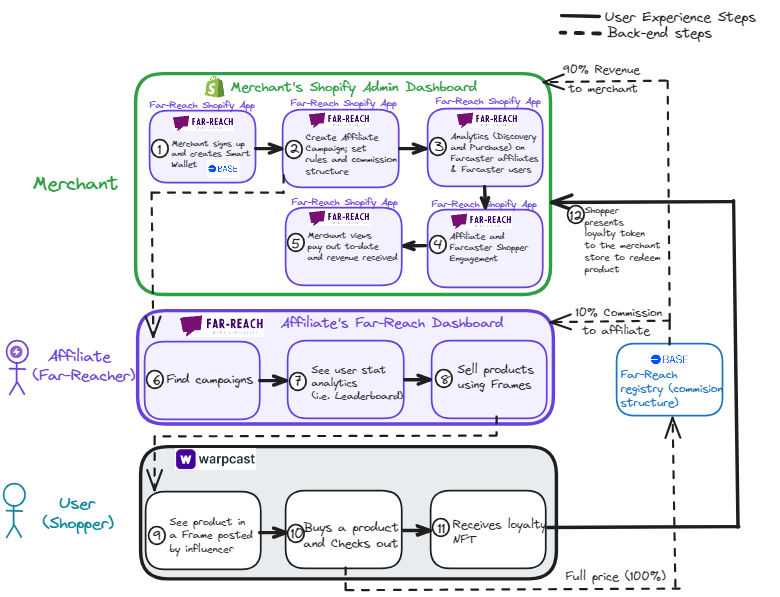 User Experience Steps
Back-end steps
90% Revenue
to merchant
Merchant's Shopify Admin Dashboard
Far-Reach Shopify App
FAR-REACH
1
Merchant signs up
and creates Smart
Wallet
BASE
Far-Reach Shopify App
FAR-REACH
2
Create Affiliate
Campaign; set
rules and commission
structure
Far-Reach Shopify App
FAR-REACH
3
Analytics (Discovery
and Purchase) on
Farcaster affiliates
& Farcaster users
Merchant
Far-Reach Shopify App
FAR-REACH
5
Merchant views
pay out to-date
and revenue received
Far-Reach Shopify App
FAR-REACH
4
Affiliate and
Farcaster Shopper
Engagement
12
Shopper
presents
loyalty token
to the merchant
store to redeem
product
10% Commission
to affiliate
FAR-REACH
Affiliate's Far-Reach Dashboard
Affiliate
(Far-Reacher)
6
Find campaigns
7
See user stat
analytics
(i.e. Leaderboard)
8
Sell products
using Frames
BASE
Far-Reach
registry (commision
structure)
warpcast
User
(Shopper)
9
See product in
a Frame posted
by influencer
10
Buys a product
and Checks out
11
Receives loyalty
NFT
Full price (100%)